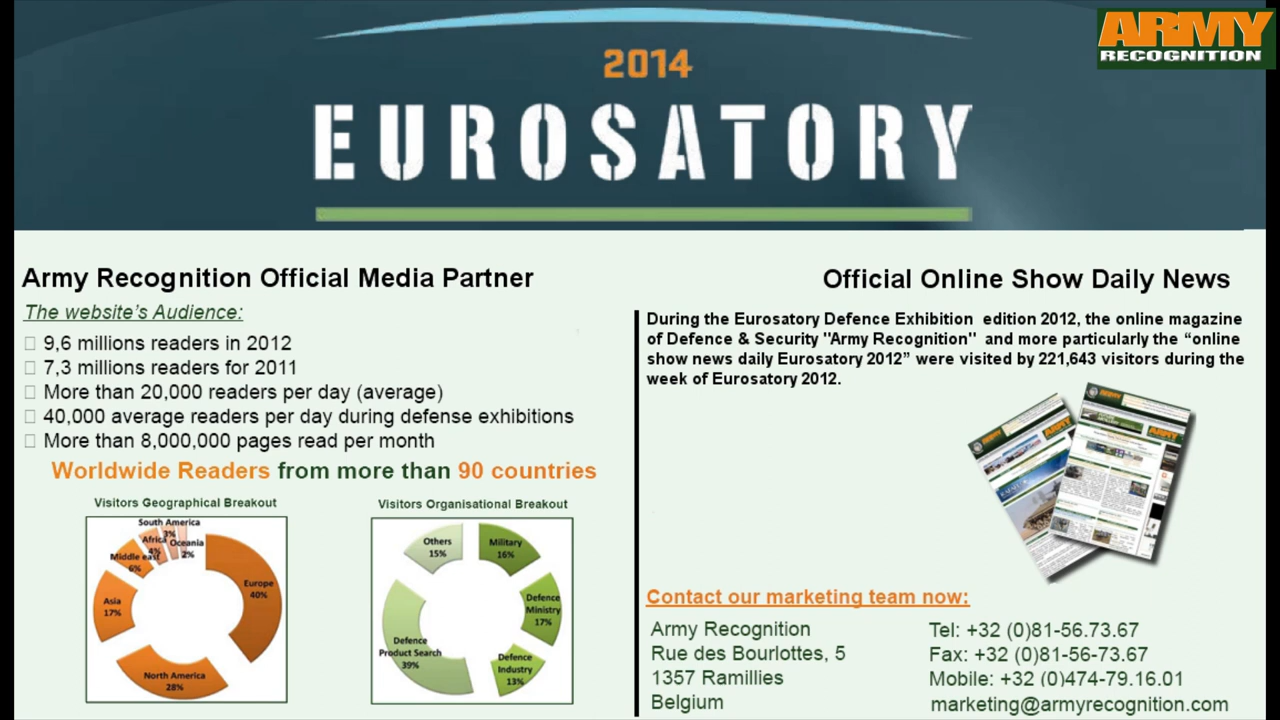 ARMY
RECOGNITION
2014
EUROSATORY
Army Recognition Official Media Partner
The website's Audience:
9,6 millions readers in 2012
7,3 millions readers for 2011
More than 20,000 readers per day (average)
40,000 average readers per day during defense exhibitions
More than 8,000,000 pages read per month
Worldwide Readers from more than 90 countries
Visitors Geographical Breakout
South America
3%
Africa
4%
Oceania
2%
Middle east
6%
Europe
40%
Asia
17%
North America
28%
Visitors Organisational Breakout
Others
15%
Military
16%
Defence
Ministry
17%
Defence
Product Search
39%
Defence
Industry
13%
Official Online Show Daily News
During the Eurosatory Defence Exhibition edition 2012, the online magazine
of Defence & Security "Army Recognition" and more particularly the “online
show news daily Eurosatory 2012” were visited by 221,643 visitors during the
week of Eurosatory 2012.
Contact our marketing team now:
Army Recognition
Rue des Bourlottes, 5
1357 Ramillies
Belgium
Tel: +32 (0)81-56.73.67
Fax: +32 (0)81-56-73.67
Mobile: +32 (0)474-79.16.01
marketing@armyrecognition.com